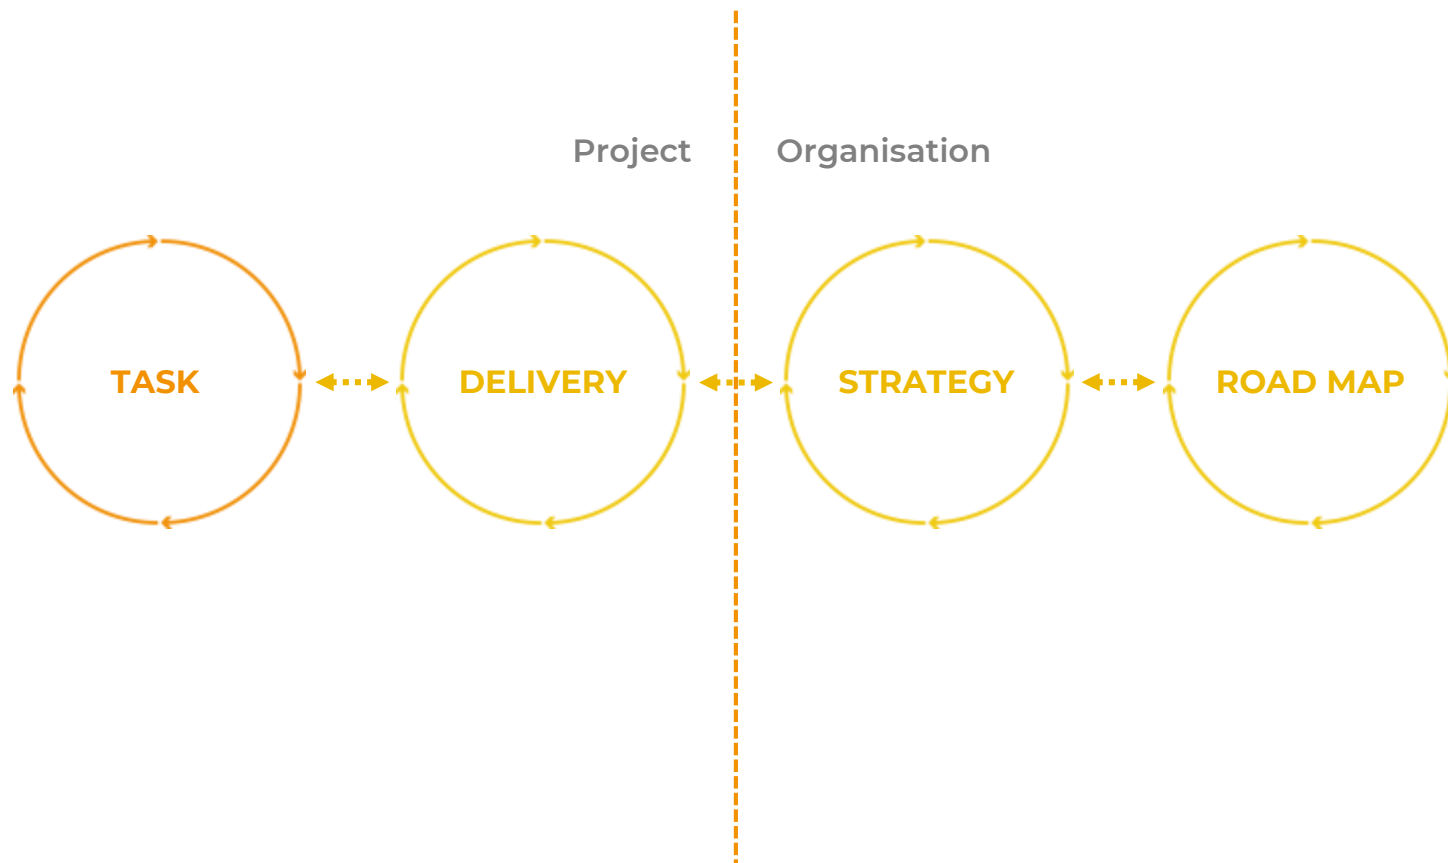 Project
Organisation
TASK
DELIVERY
STRATEGY
ROAD MAP